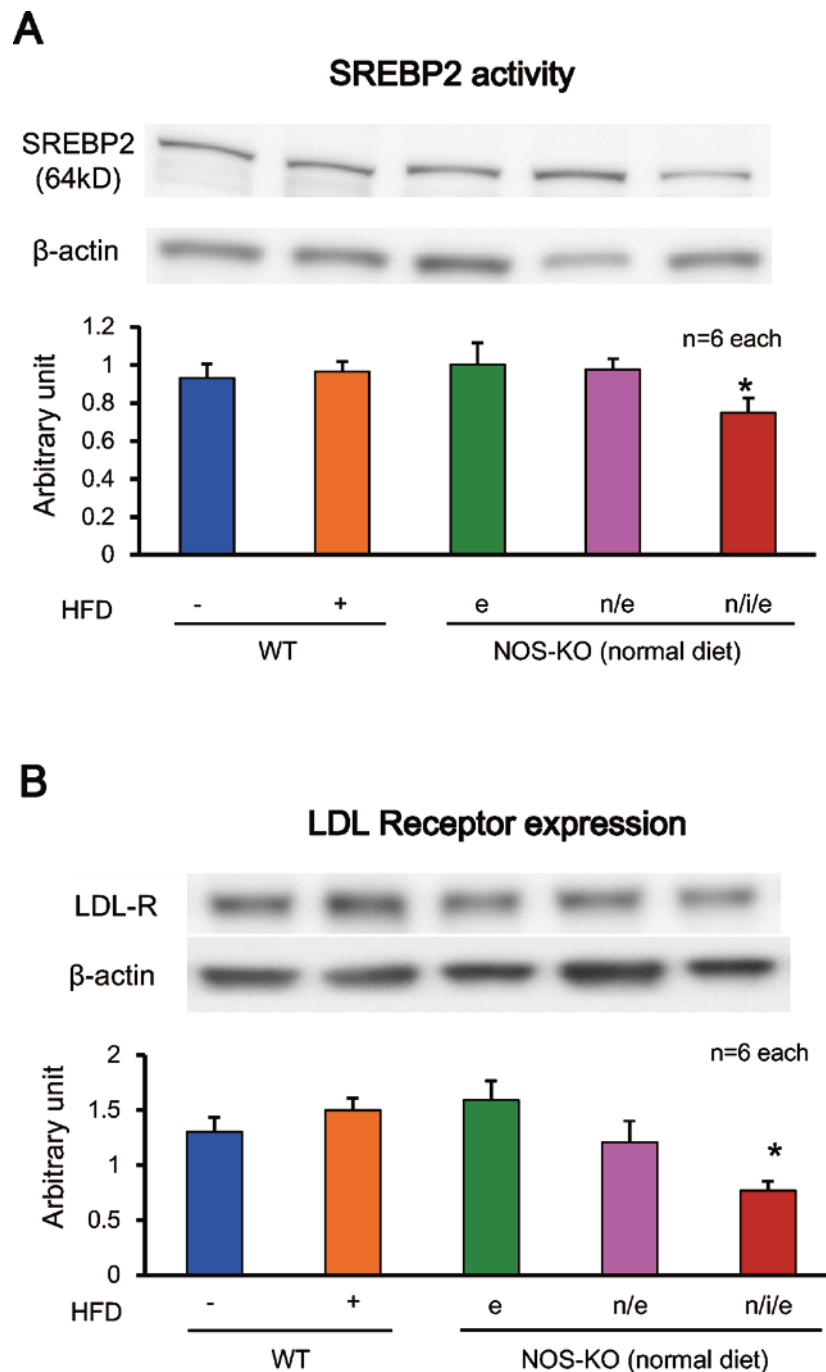 A
SREBP2 activity
SREBP2
(64kD)
β-actin
Arbitrary unit
1.2
1
0.8
0.6
0.4
0.2
0
n=6 each
*
HFD - + e n/e n/i/e
WT NOS-KO (normal diet)
B
LDL Receptor expression
LDL-R
β-actin
Arbitrary unit
2
1.5
1
0.5
0
n=6 each
*
HFD - + e n/e n/i/e
WT NOS-KO (normal diet)